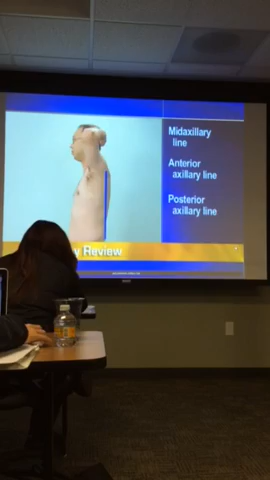 Midaxillary
line
Anterior
axillary line
Posterior
axillary line
y Review